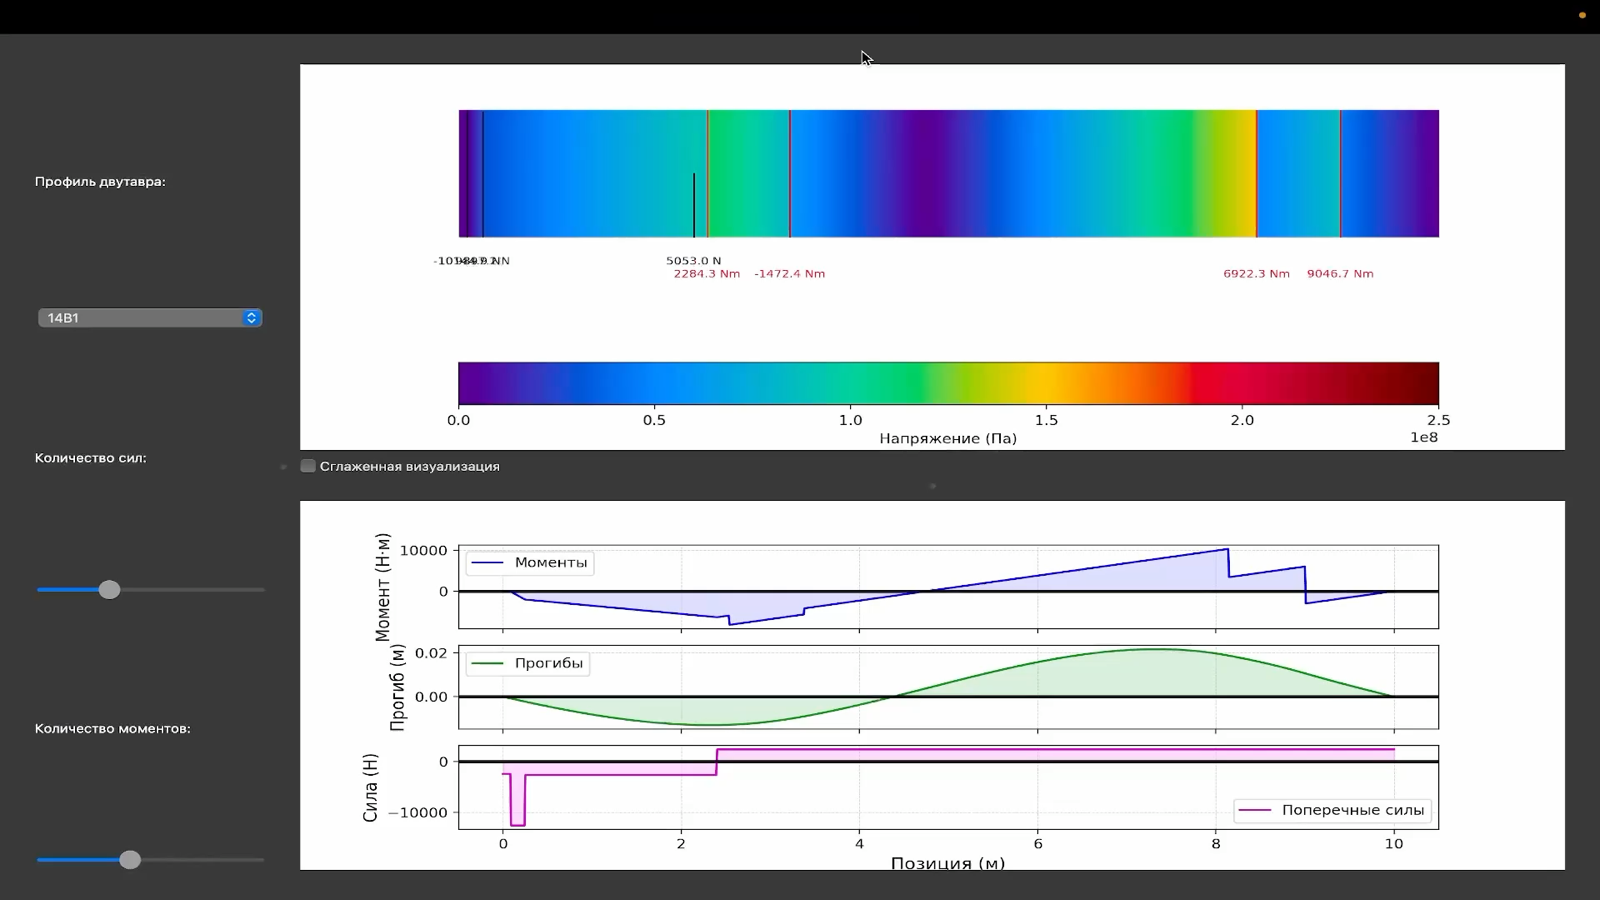 Профиль двутавра:
14B1
Количество сил:
Количество моментов:
5053.0 N
2284.3 Nm -1472.4 Nm
6922.3 Nm 9046.7 Nm
0.0 0.5 1.0 1.5 2.0 2.5
Напряжение (Па)
1e8
Сглаженная визуализация
Момент (Н·м)
10000
0
Моменты
Прогиб (м)
0.02
0.00
Прогибы
Сила (Н)
0
−10000
Поперечные силы
0 2 4 6 8 10
Позиция (м)